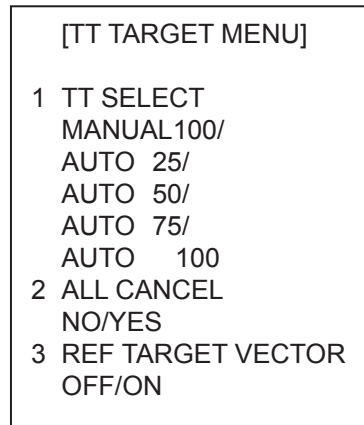 [TT TARGET MENU]
1 TT SELECT
MANUAL100/
AUTO 25/
AUTO 50/
AUTO 75/
AUTO 100
2 ALL CANCEL
NO/YES
3 REF TARGET VECTOR
OFF/ON